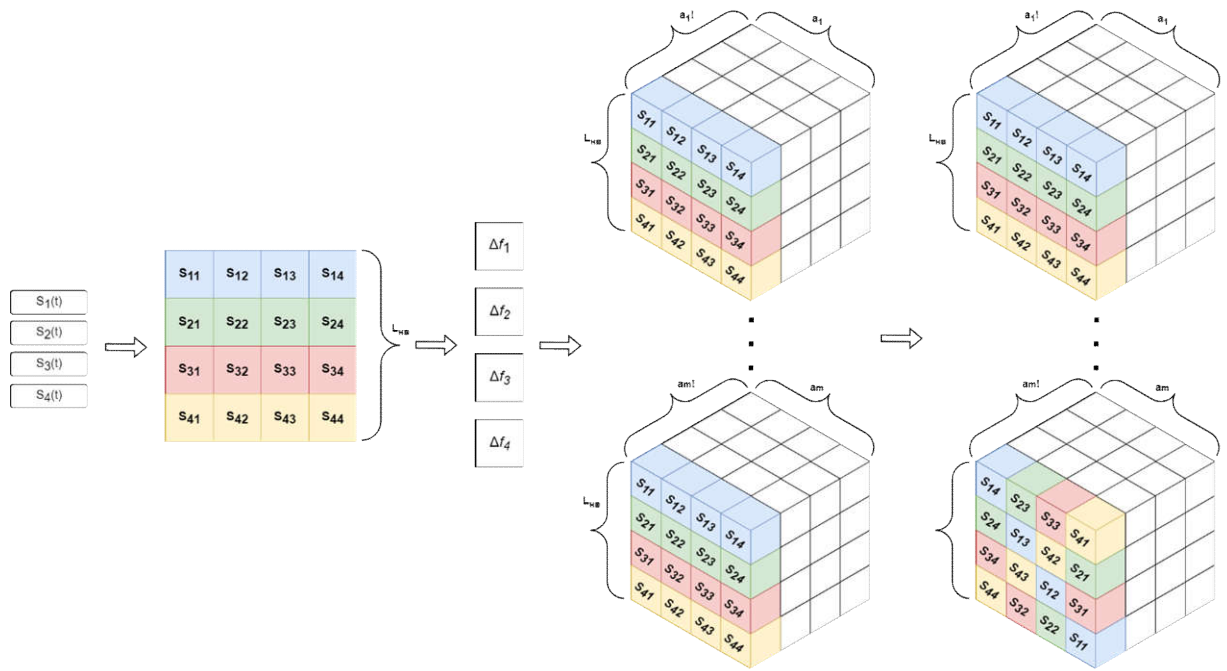 S1(t)
S2(t)
S3(t)
S4(t)
S11 S12 S13 S14
S21 S22 S23 S24
S31 S32 S33 S34
S41 S42 S43 S44
LHB
Δf1
Δf2
Δf3
Δf4
a1! a1
LHB
S11 S12 S13 S14
S21 S22 S23 S24
S31 S32 S33 S34
S41 S42 S43 S44
am! am
LHB
S11 S12 S13 S14
S21 S22 S23 S24
S31 S32 S33 S34
S41 S42 S43 S44
a1! a1
LHB
S11 S12 S13 S14
S21 S22 S23 S24
S31 S32 S33 S34
S41 S42 S43 S44
am! am
LHB
S14 S23 S33 S41
S24 S13 S42 S21
S34 S43 S12 S31
S44 S32 S22 S11